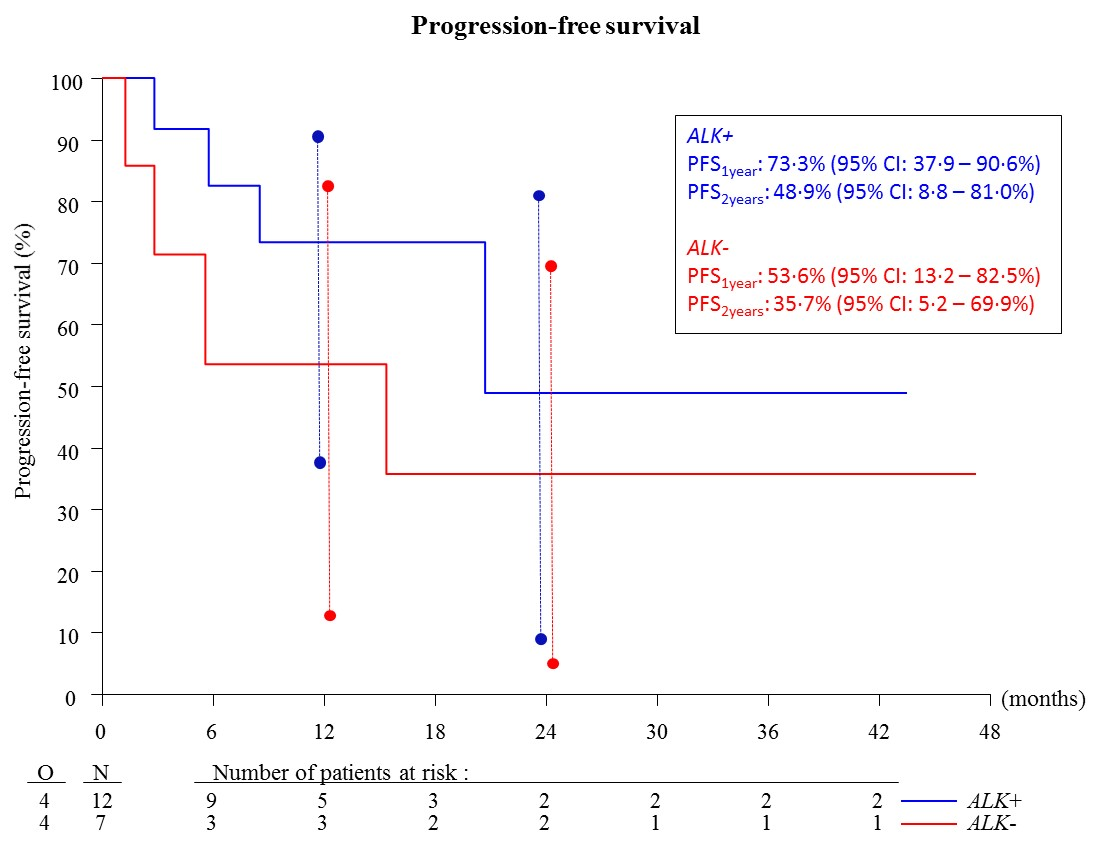 Progression-free survival
Progression-free survival (%)
100
90
80
70
60
50
40
30
20
10
0
ALK+
PFS1year: 73·3% (95% CI: 37·9 – 90·6%)
PFS2years: 48·9% (95% CI: 8·8 – 81·0%)
ALK-
PFS1year: 53·6% (95% CI: 13·2 – 82·5%)
PFS2years: 35·7% (95% CI: 5·2 – 69·9%)
0 6 12 18 24 30 36 42 48 (months)
O N Number of patients at risk :
4 12 9 5 3 2 2 2 2 ALK+
4 7 3 3 2 2 1 1 1 ALK-